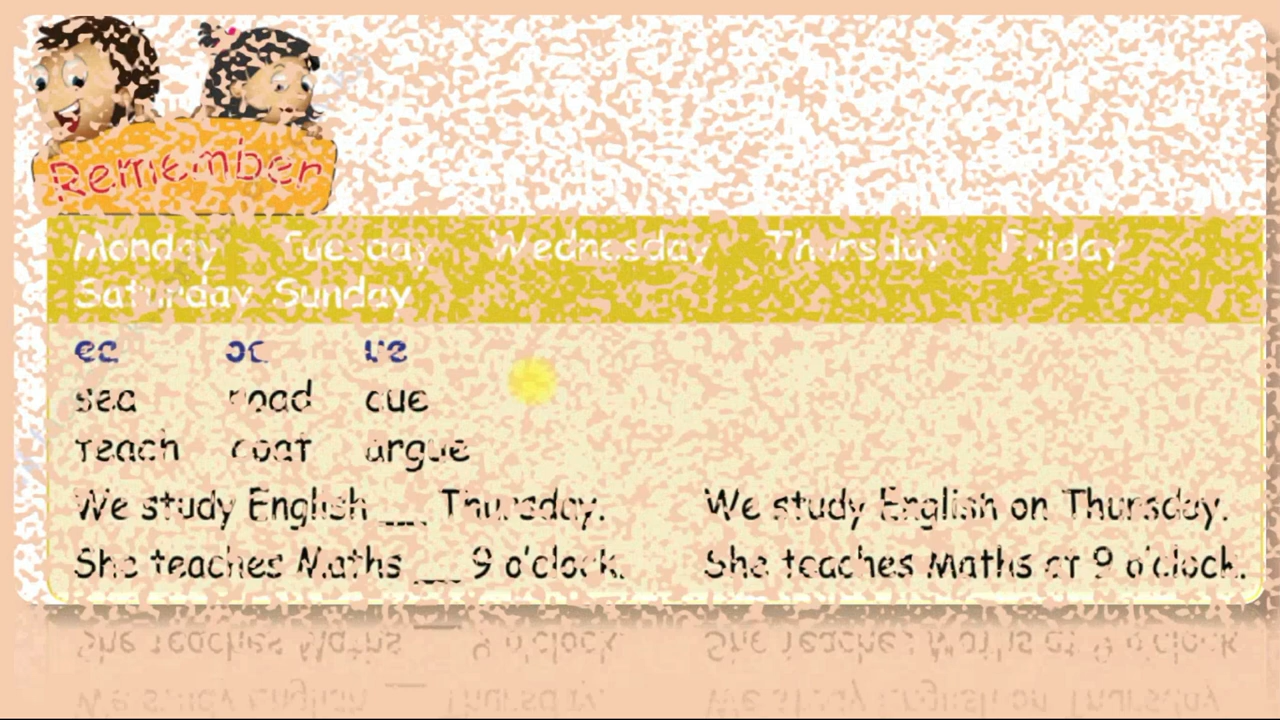 Remember
Monday Tuesday Wednesday Thursday Friday
Saturday Sunday
ea oa ue
sea road cue
teach coat argue
We study English ___ Thursday. We study English on Thursday.
She teaches Maths ___ 9 o'clock. She teaches Maths at 9 o'clock.